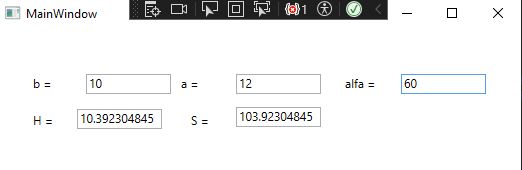 MainWindow
1
b = 10 a = 12 alfa = 60
H = 10.392304845 S = 103.92304845